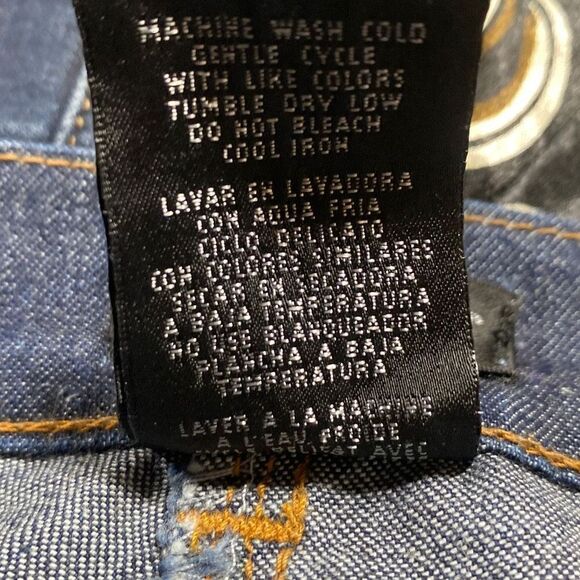 MACHINE WASH COLD
GENTLE CYCLE
WITH LIKE COLORS
TUMBLE DRY LOW
DO NOT BLEACH
COOL IRON
LAVAR EN LAVADORA
CON AGUA FRIA
CICLO DELICATO
CON COLORES SIMILARES
SECAR EN SECADORA
A BAJA TEMPERATURA
NO USE BLANQUEADOR
PLANCHA A BAJA
TEMPERATURA
LAVER A LA MACHINE
A L'EAU FROIDE
DELICAT AVEC